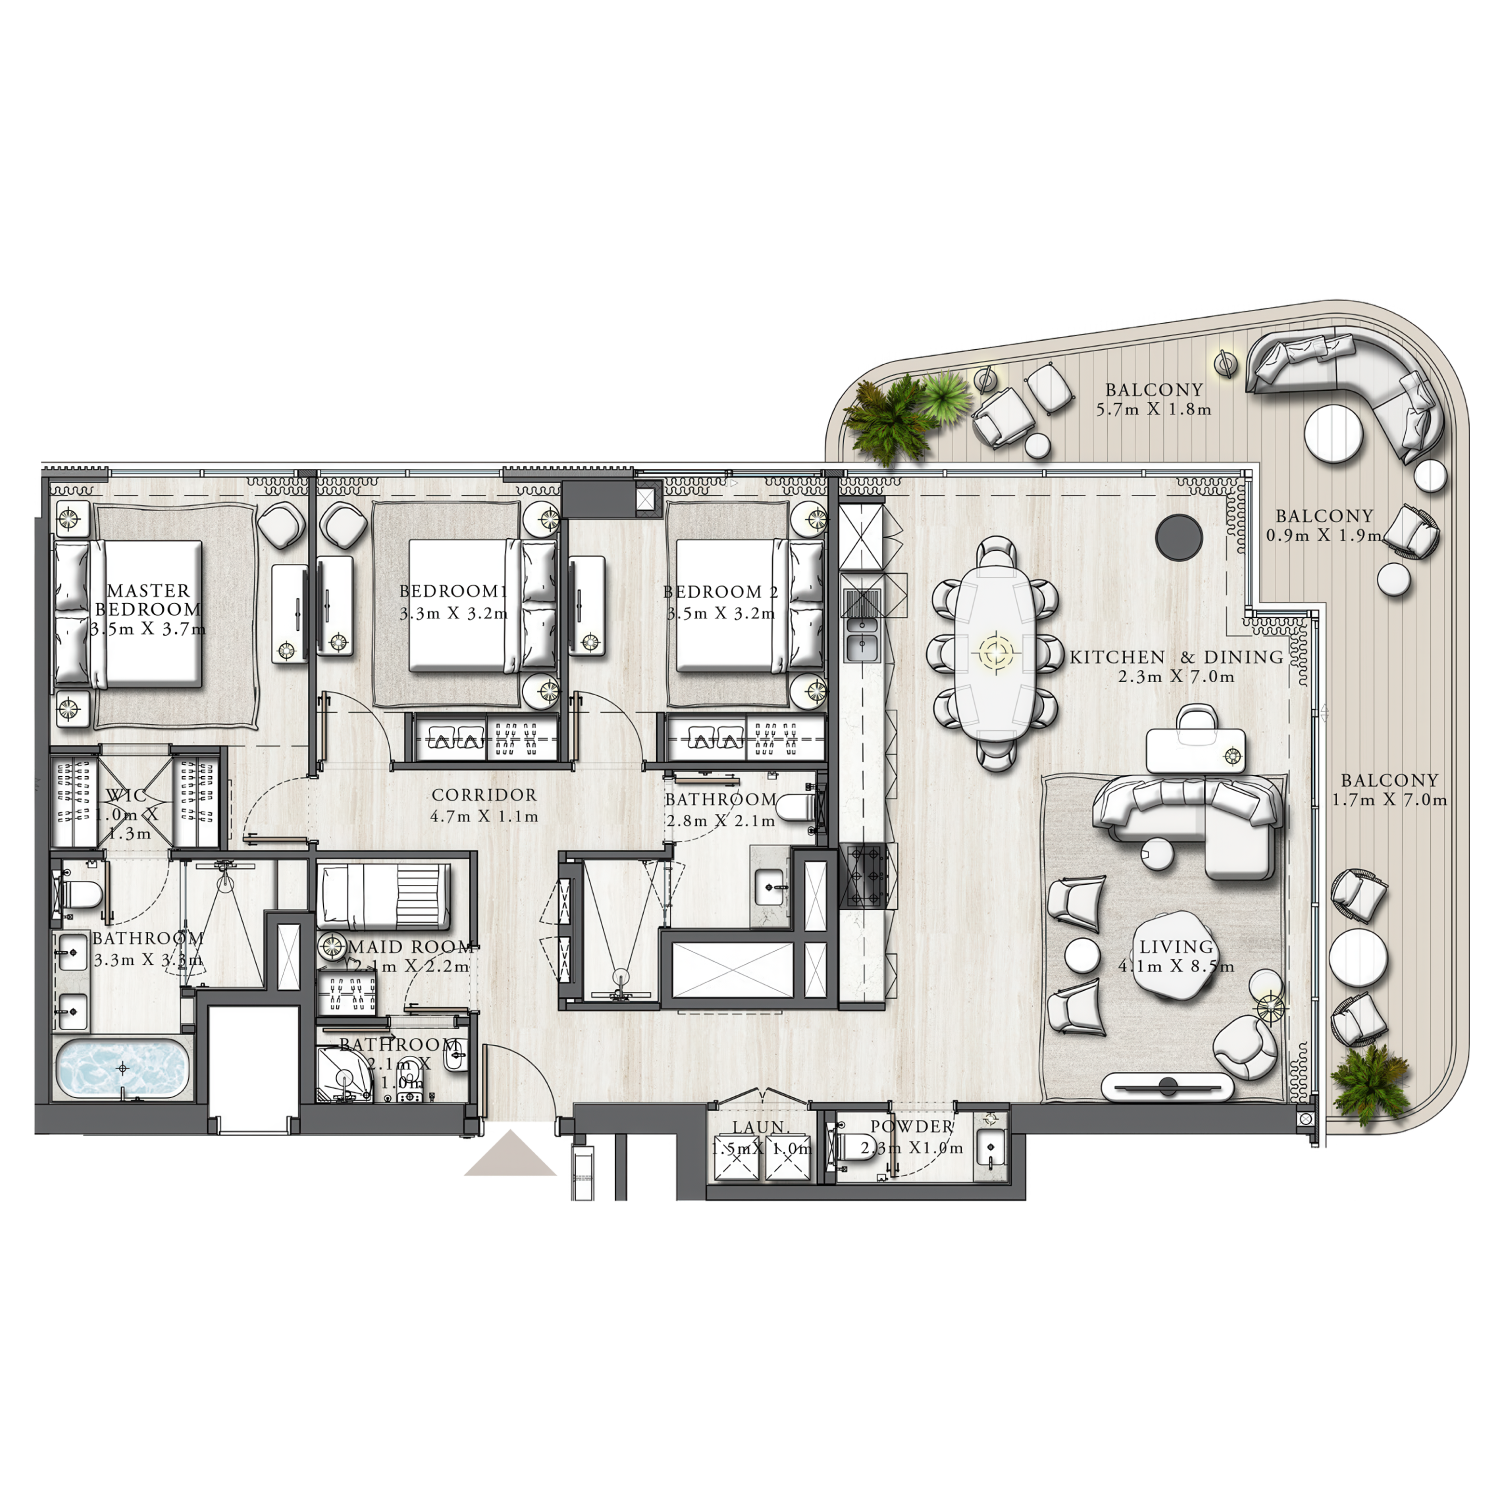 BALCONY
5.7m X 1.8m
BALCONY
0.9m X 1.9m
MASTER
BEDROOM
3.5m X 3.7m
BEDROOM1
3.3m X 3.2m
BEDROOM 2
3.5m X 3.2m
KITCHEN & DINING
2.3m X 7.0m
BALCONY
1.7m X 7.0m
WIC
1.0m X
1.3m
CORRIDOR
4.7m X 1.1m
BATHROOM
2.8m X 2.1m
BATHROOM
3.3m X 3.3m
MAID ROOM
2.1m X 2.2m
LIVING
4.1m X 8.5m
BATHROOM
2.1m X
1.0m
LAUN.
1.5mX 1.0m
POWDER
2.3m X1.0m